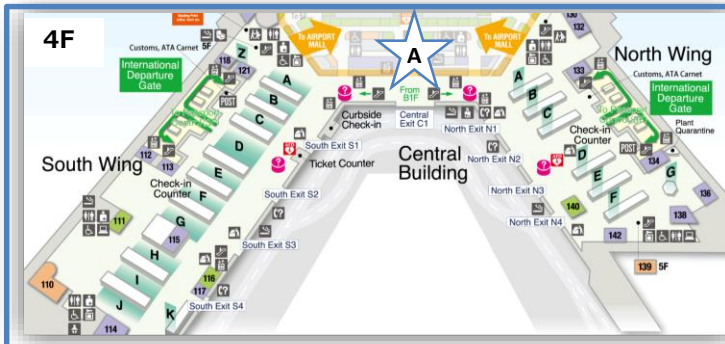 4F
Customs, ATA Carnet
5F
International
Departure
Gate
118
121
Z
POST
112
113
South Wing
Check-in
Counter
111
110
A
B
C
D
E
F
G
115
H
I
J
K
114
116
117
To AIRPORT
MALL
A
To AIRPORT
MALL
From
B1F
Curbside
Check-in
Central
Exit C1
South Exit S1
Ticket Counter
South Exit S2
South Exit S3
South Exit S4
Central
Building
North Exit N1
North Exit N2
North Exit N3
North Exit N4
AED
AED
130
132
133
North Wing
Customs, ATA Carnet
International
Departure
Gate
Plant
Quarantine
Check-in
Counter
POST
134
A
B
C
D
E
F
G
136
138
140
142
139 5F